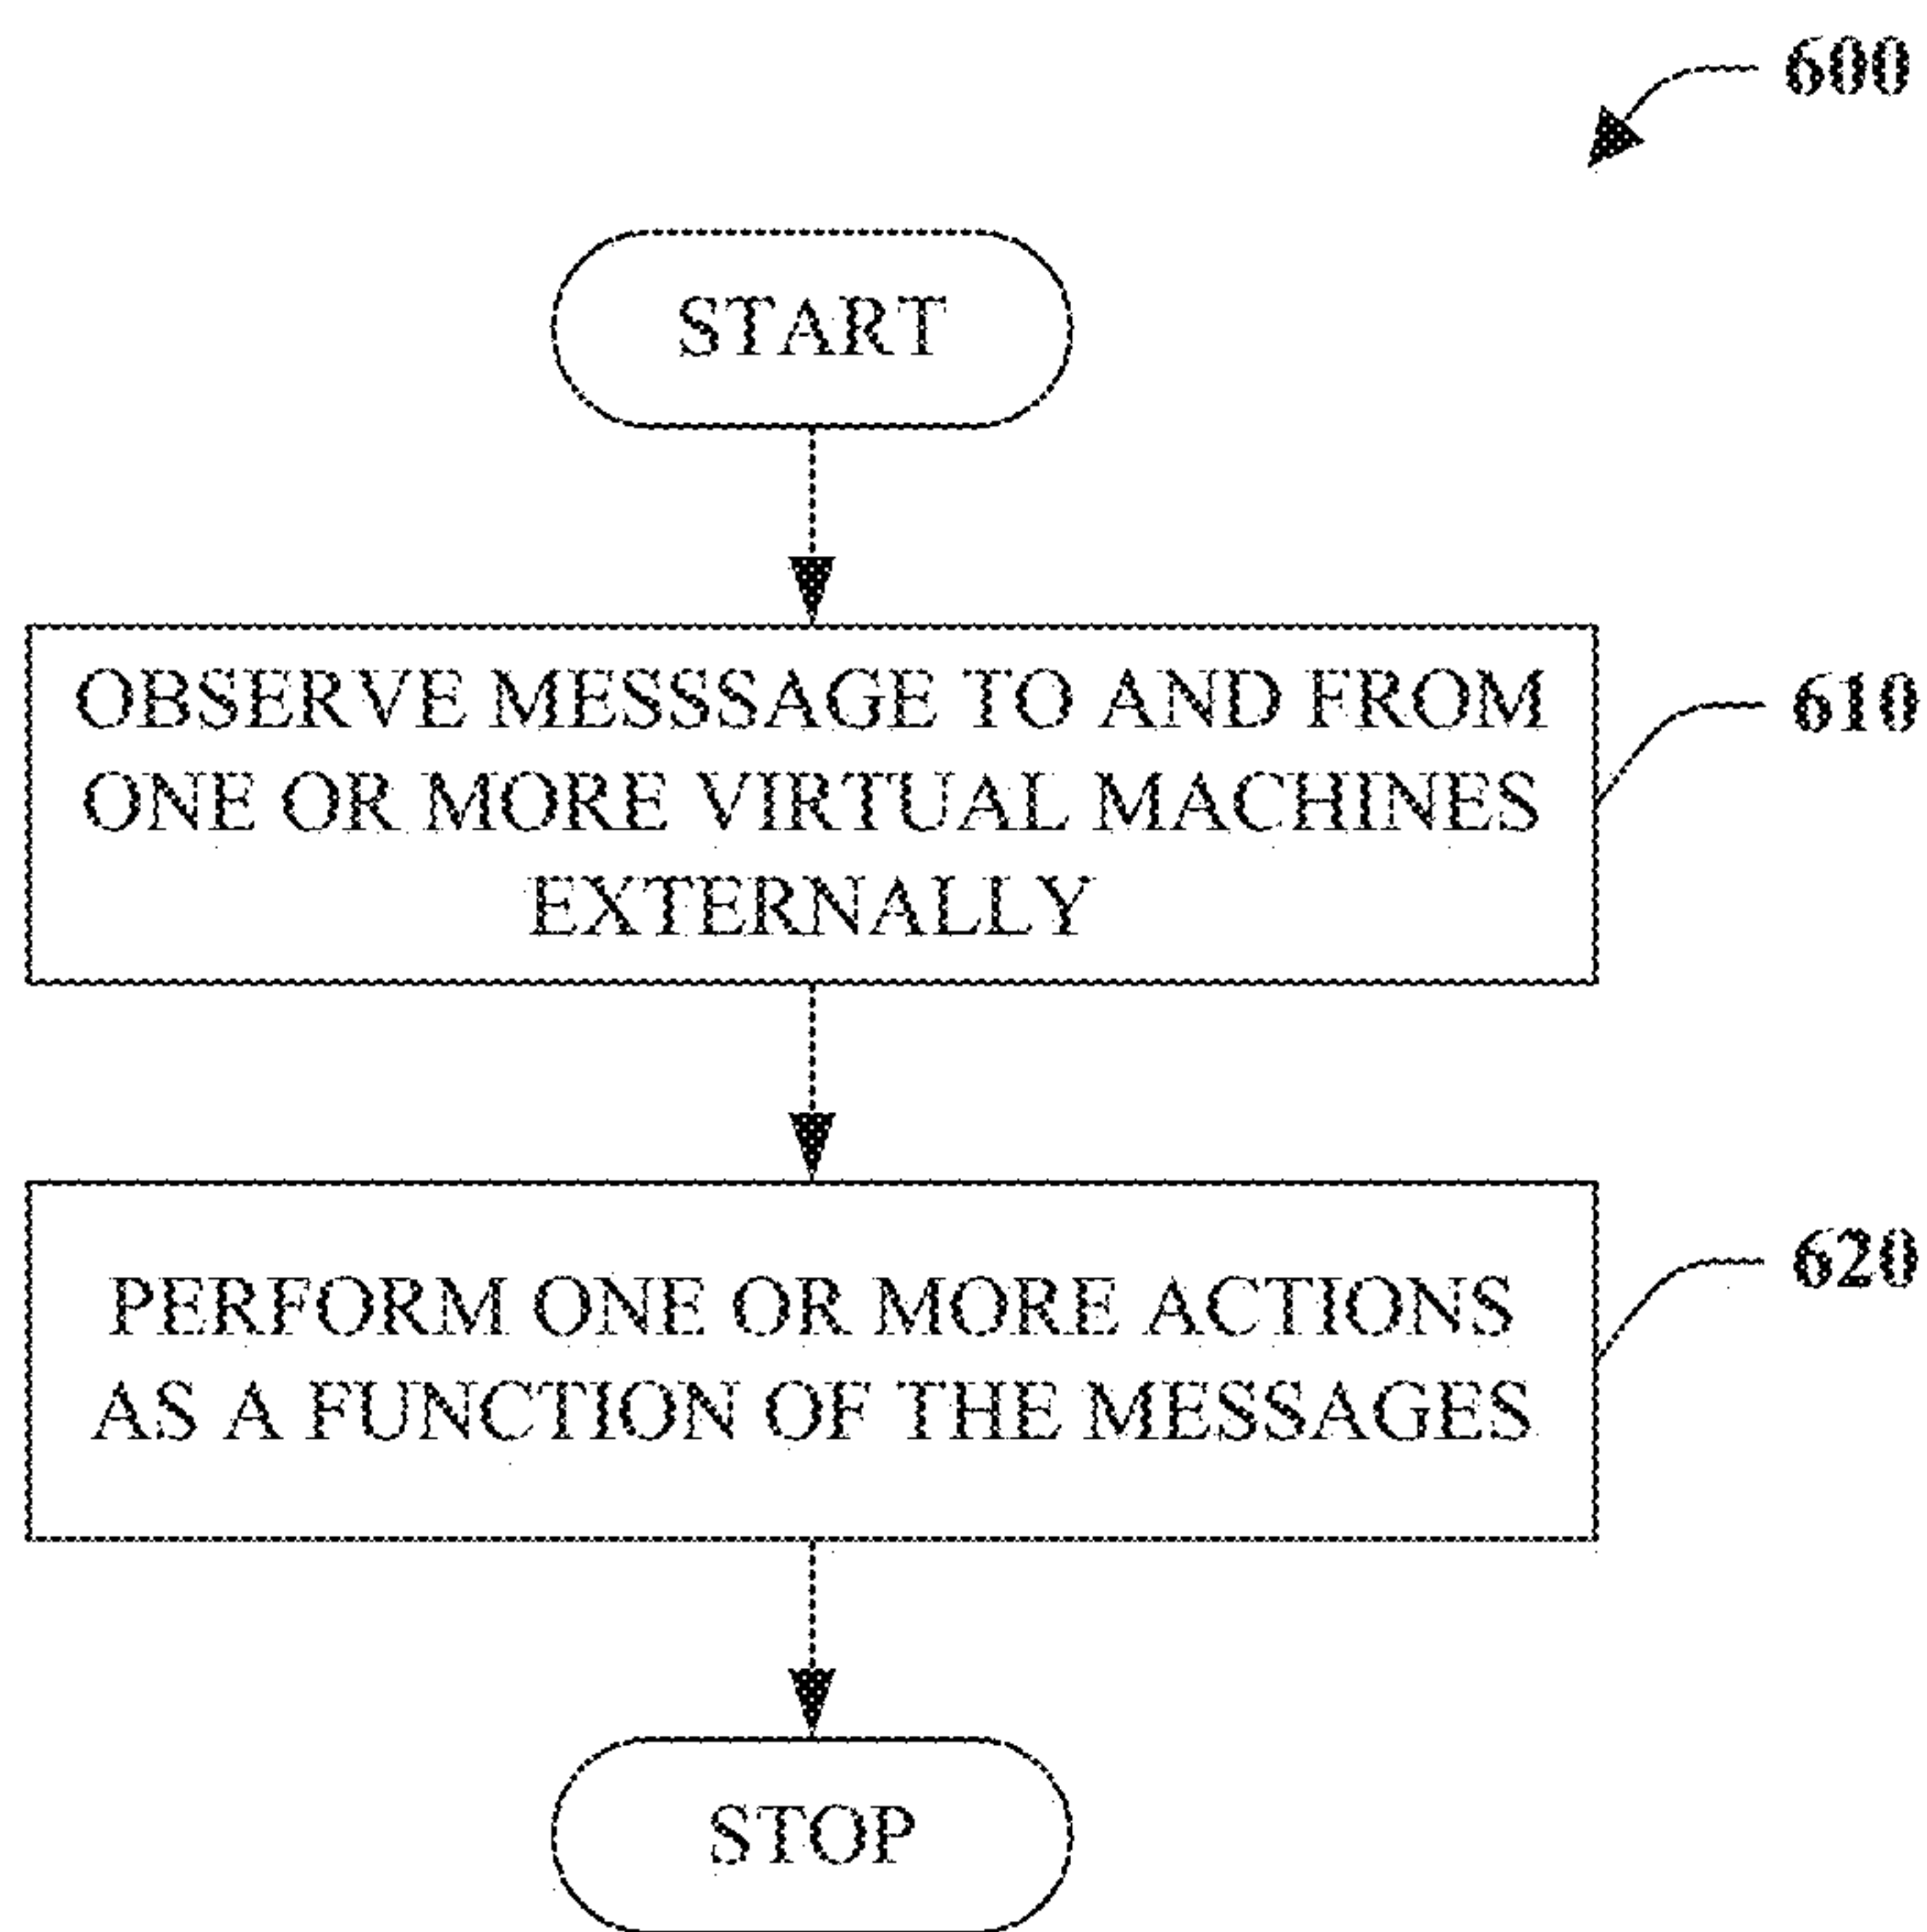 600
START
OBSERVE MESSSAGE TO AND FROM
ONE OR MORE VIRTUAL MACHINES
EXTERNALLY
610
PERFORM ONE OR MORE ACTIONS
AS A FUNCTION OF THE MESSAGES
620
STOP